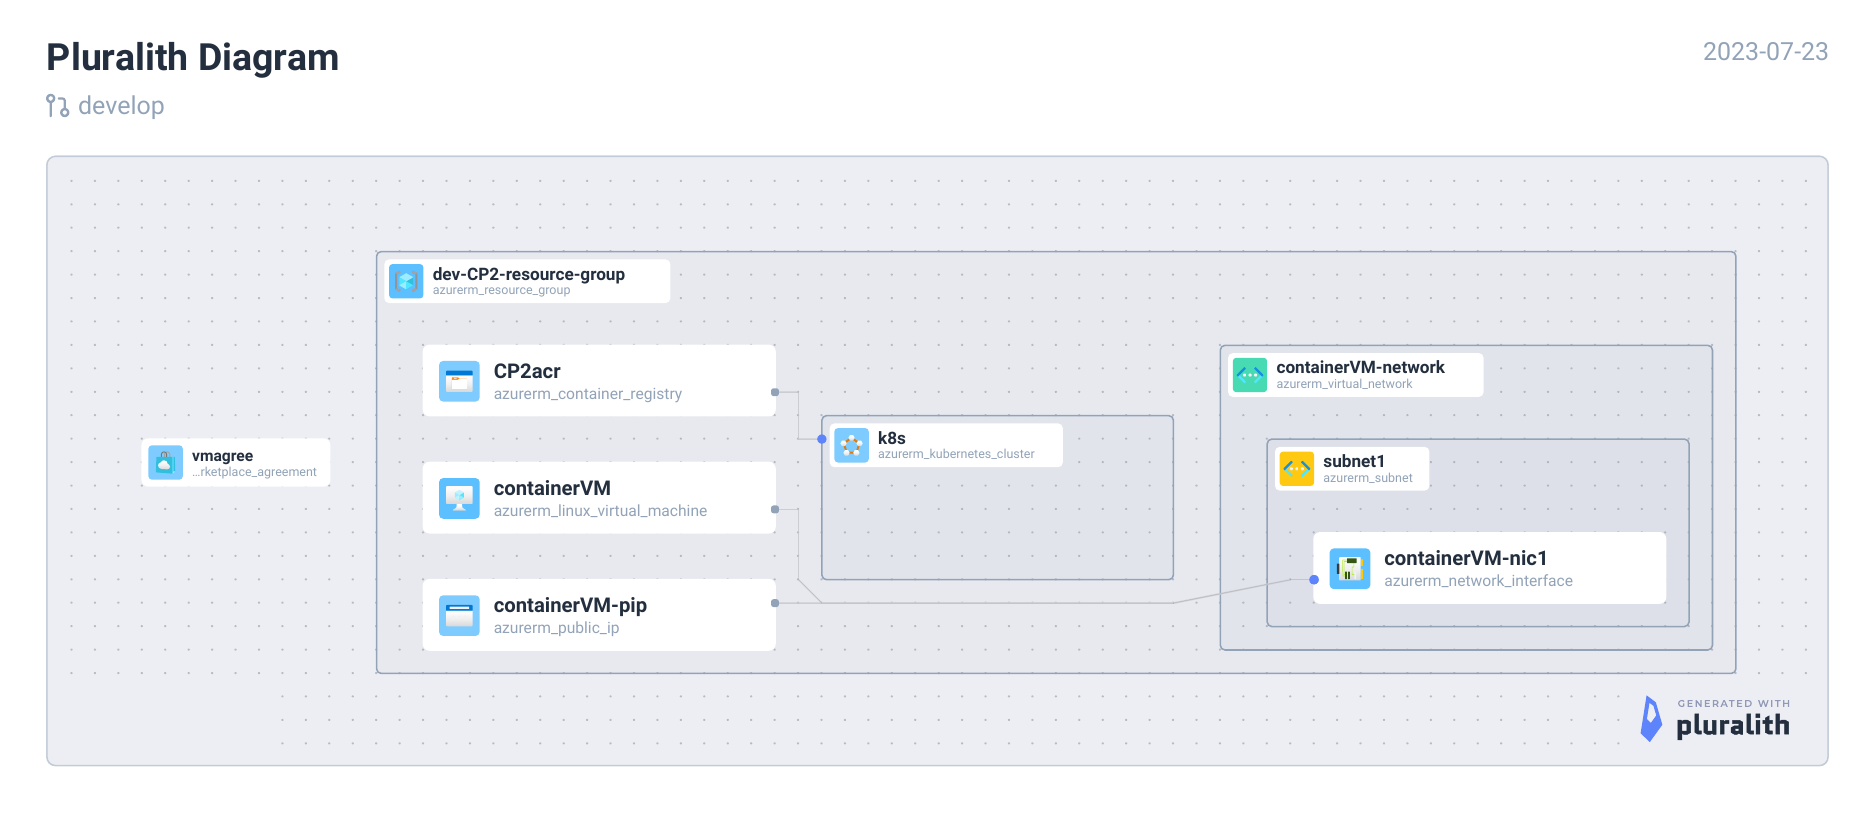 Pluralith Diagram
2023-07-23
develop
dev-CP2-resource-group
azurerm_resource_group
CP2acr
azurerm_container_registry
containerVM-network
azurerm_virtual_network
k8s
azurerm_kubernetes_cluster
vmagree
...rketplace_agreement
subnet1
azurerm_subnet
containerVM
azurerm_linux_virtual_machine
containerVM-nic1
azurerm_network_interface
containerVM-pip
azurerm_public_ip
GENERATED WITH
pluralith